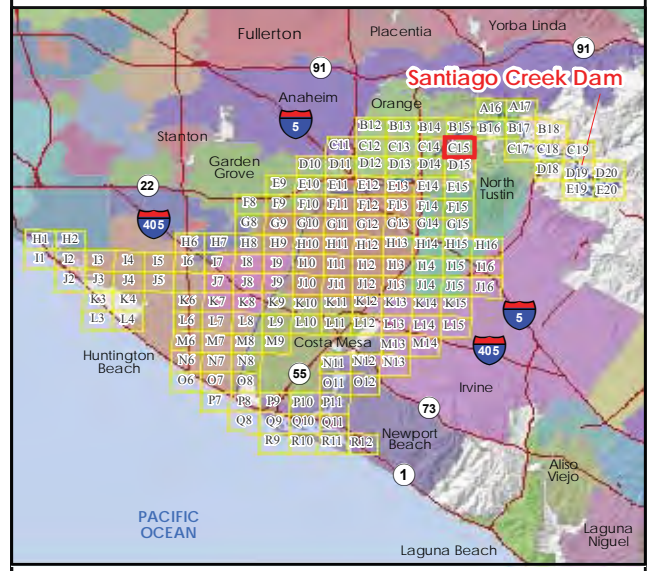 Yorba Linda
Fullerton
Placentia
91
91
Santiago Creek Dam
Anaheim
Orange
A16 A17
5
B12 B13 B14 B15 B16 B17 B18
Stanton
C11 C12 C13 C14 C15 C17 C18 C19
Garden
Grove
D10 D11 D12 D13 D14 D15 D18 D19 D20
22
E9 E10 E11 E12 E13 E14 E15 E19 E20
North
Tustin
F8 F9 F10 F11 F12 F13 F14 F15
405
G8 G9 G10 G11 G12 G13 G14 G15
H1 H2 H6 H7 H8 H9 H10 H11 H12 H13 H14 H15 H16
I1 I2 I3 I4 I5 I6 I7 I8 I9 I10 I11 I12 I13 I14 I15 I16
J2 J3 J4 J5 J7 J8 J9 J10 J11 J12 J13 J14 J15 J16
K3 K4 K6 K7 K8 K9 K10 K11 K12 K13 K14 K15
5
L3 L4 L6 L7 L8 L9 L10 L11 L12 L13 L14 L15
M6 M7 M8 M9 Costa Mesa M13 M14
405
Huntington
Beach
N6 N7 N8 N11 N12 N13
55
O6 O7 O8 O11 O12
Irvine
P7 P8 P9 P10 P11
73
Q8 Q9 Q10 Q11
Newport
Beach
R9 R10 R11 R12
1
Aliso
Viejo
PACIFIC
OCEAN
Laguna
Niguel
Laguna Beach